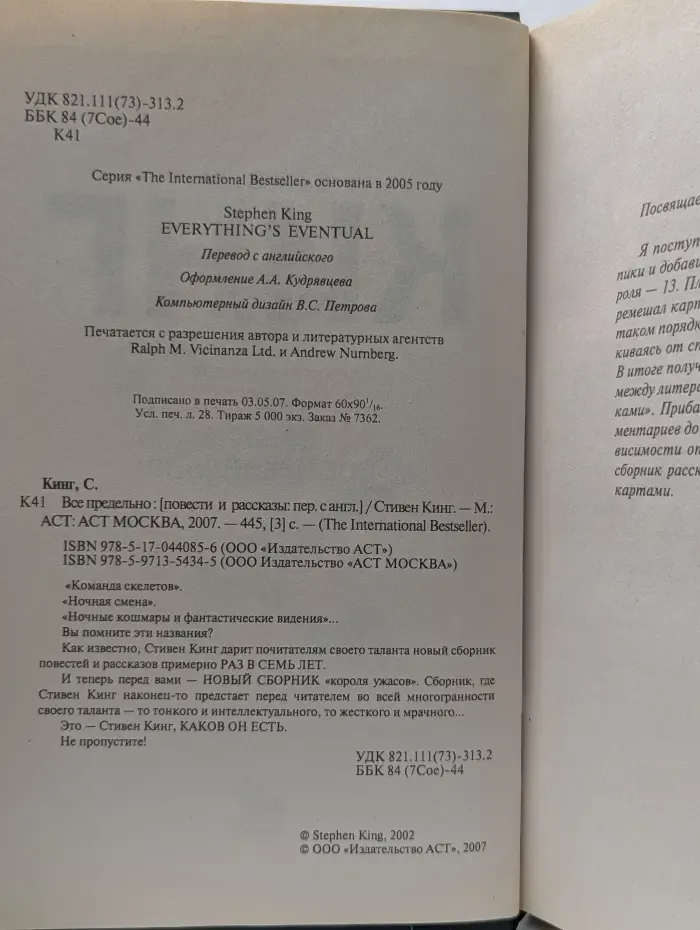 УДК 821.111(73)-313.2
ББК 84 (7Сое)-44
К41
Серия «The International Bestseller» основана в 2005 году
Stephen King
EVERYTHING'S EVENTUAL
Перевод с английского
Оформление А.А. Кудрявцева
Компьютерный дизайн В.С. Петрова
Печатается с разрешения автора и литературных агентств
Ralph M. Vicinanza Ltd. и Andrew Nurnberg.
Подписано в печать 03.05.07. Формат 60х90¹/₁₆.
Усл. печ. л. 28. Тираж 5 000 экз. Заказ № 7362.
Кинг, С.
К41 Все предельно : [повести и рассказы: пер. с англ.] / Стивен Кинг. — М.:
АСТ: АСТ МОСКВА, 2007. — 445, [3] с. — (The International Bestseller).
ISBN 978-5-17-044085-6 (ООО «Издательство АСТ»)
ISBN 978-5-9713-5434-5 (ООО Издательство «АСТ МОСКВА»)
«Команда скелетов».
«Ночная смена».
«Ночные кошмары и фантастические видения»...
Вы помните эти названия?
Как известно, Стивен Кинг дарит почитателям своего таланта новый сборник
повестей и рассказов примерно РАЗ В СЕМЬ ЛЕТ.
И теперь перед вами — НОВЫЙ СБОРНИК «короля ужасов». Сборник, где
Стивен Кинг наконец-то предстает перед читателем во всей многогранности
своего таланта — то тонкого и интеллектуального, то жесткого и мрачного...
Это — Стивен Кинг, КАКОВ ОН ЕСТЬ.
Не пропустите!
УДК 821.111(73)-313.2
ББК 84 (7Сое)-44
© Stephen King, 2002
© ООО «Издательство АСТ», 2007
Посвящае
Я поступ
пики и добави
роля — 13. Пл
ремешал карт
таком порядк
киваясь от сп
В итоге получ
между литера
ками». Приба
ментариев до
висимости от
сборник расск
картами.